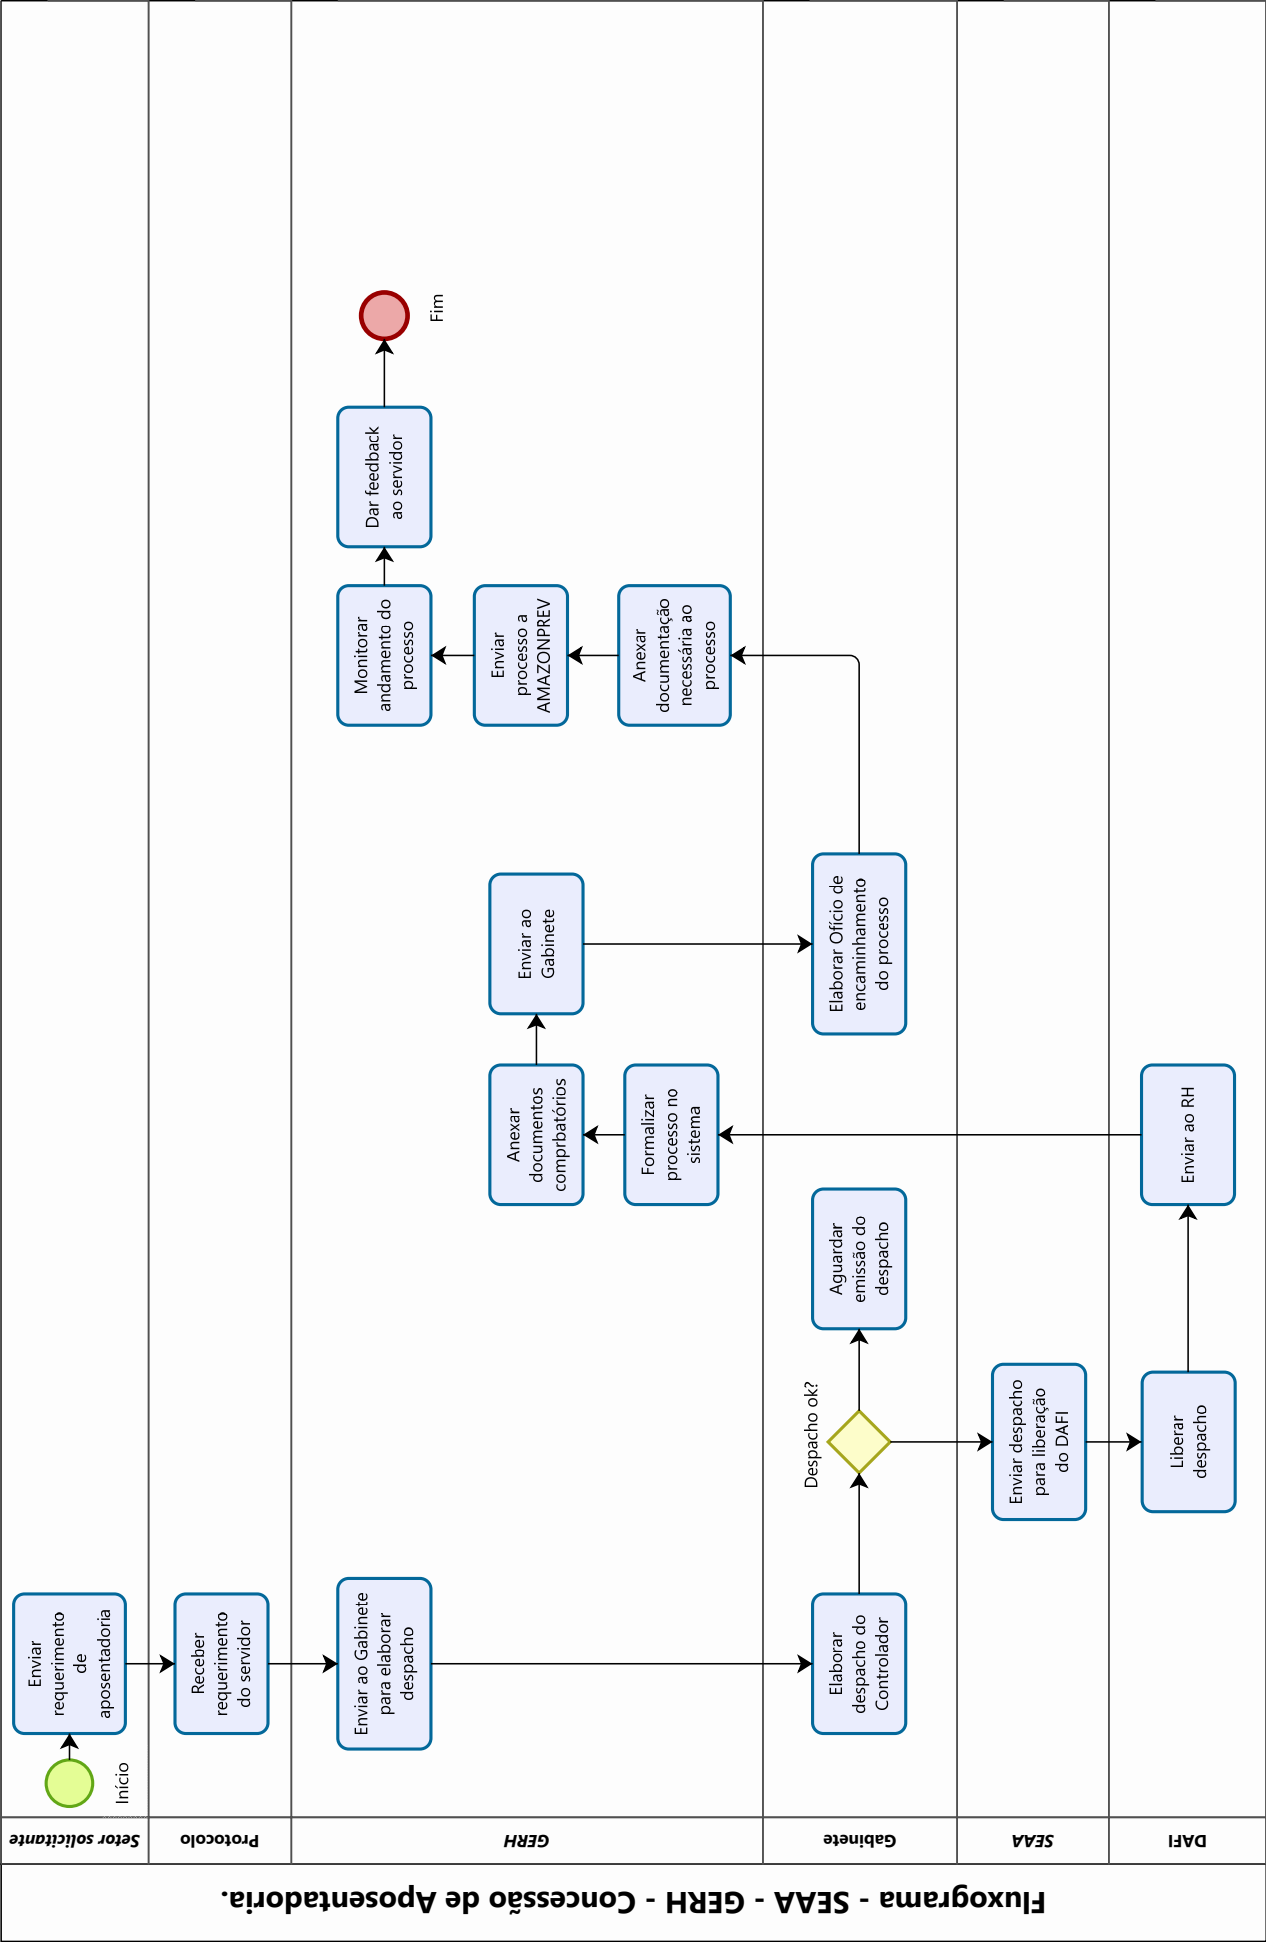 Fluxograma - SEAA - GERH - Concessão de Aposentadoria.
Setor solicitante
Início
Enviar
requerimento
de
aposentadoria
Protocolo
Receber
requerimento
do servidor
GERH
Enviar ao Gabinete
para elaborar
despacho
Formalizar
processo no
sistema
Anexar
documentos
comprbatórios
Enviar ao
Gabinete
Anexar
documentação
necessária ao
processo
Enviar
processo a
AMAZONPREV
Monitorar
andamento do
processo
Dar feedback
ao servidor
Fim
Gabinete
Elaborar
despacho do
Controlador
Despacho ok?
Aguardar
emissão do
despacho
Elaborar Ofício de
encaminhamento
do processo
SEAA
Enviar despacho
para liberação
do DAFI
DAFI
Liberar
despacho
Enviar ao RH